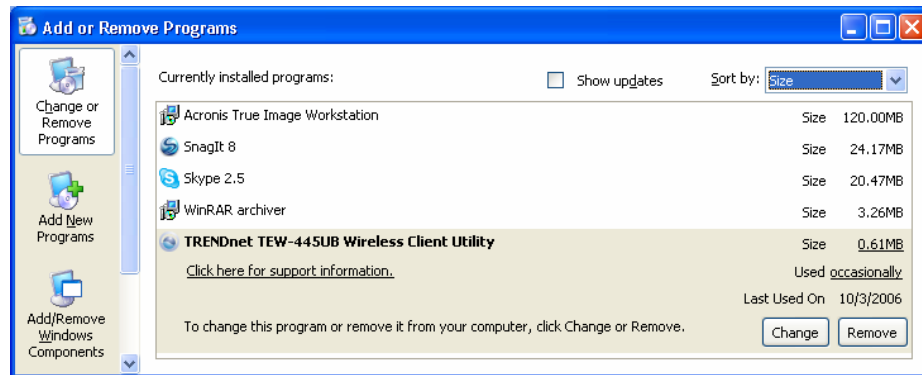 Add or Remove Programs
Change or
Remove
Programs
Add New
Programs
Add/Remove
Windows
Components
Currently installed programs:
Show updates
Sort by: Size
Acronis True Image Workstation Size 120.00MB
SnagIt 8 Size 24.17MB
Skype 2.5 Size 20.47MB
WinRAR archiver Size 3.26MB
TRENDnet TEW-445UB Wireless Client Utility Size 0.61MB
Click here for support information. Used occasionally
Last Used On 10/3/2006
To change this program or remove it from your computer, click Change or Remove. Change Remove